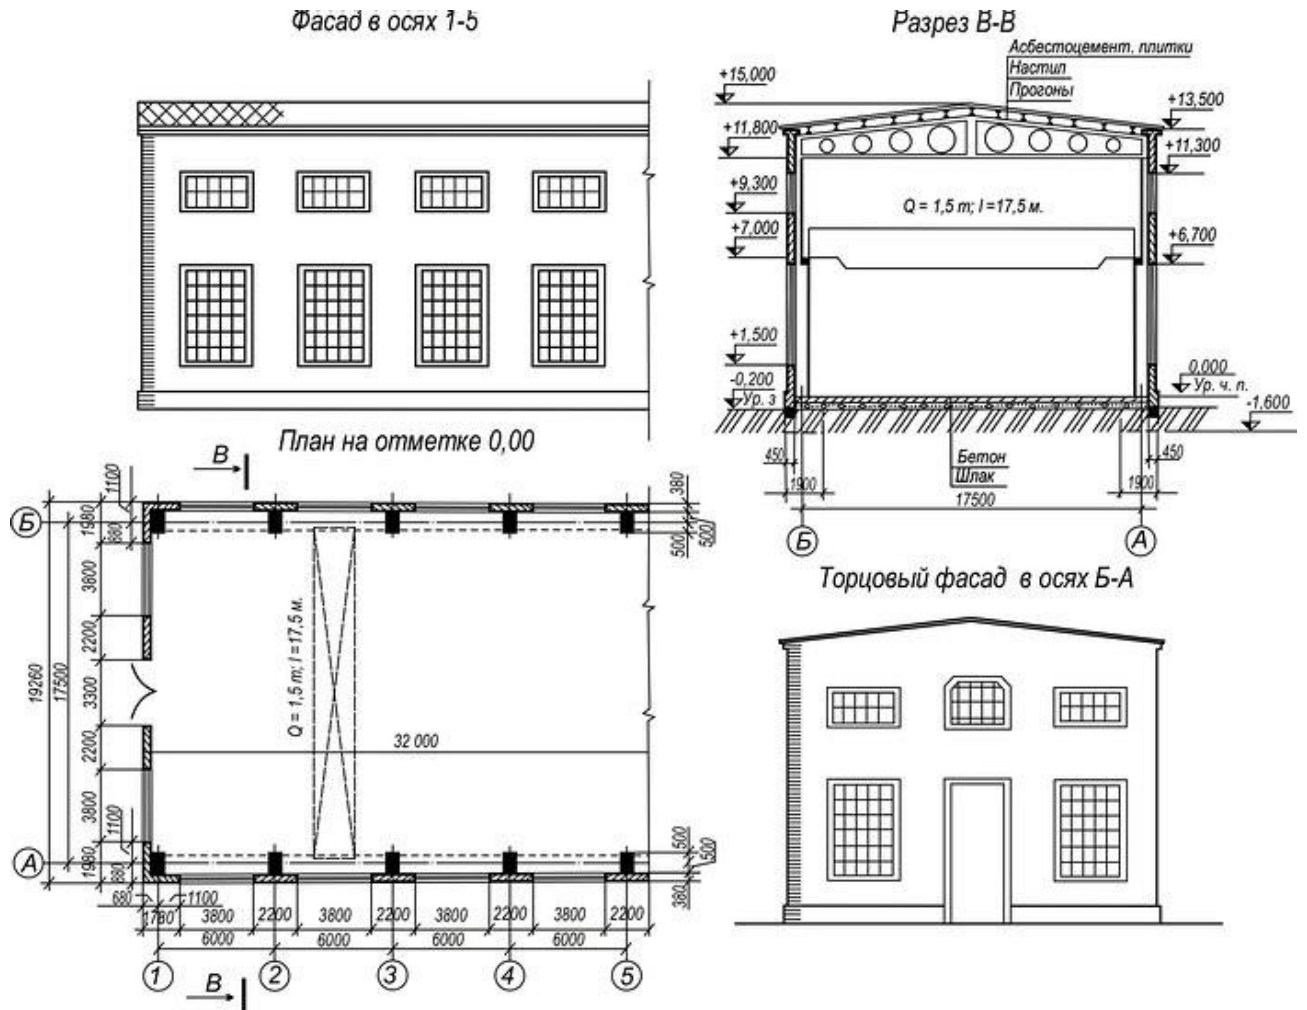 Фасад в осях 1-5
Разрез В-В
Асбестоцемент. плитки
Настил
Прогоны
+15,000
+13,500
+11,800
+11,300
+9,300
Q = 1,5 т; l =17,5 м.
+7,000
+6,700
+1,500
0,000
-0,200
Ур. ч. п.
Ур. з
-1,600
450
Бетон
450
Шлак
1900
1900
17500
Б
А
План на отметке 0,00
В
1100
380
Б
1980
880
500
500
3800
2200
19260
17500
3300
Q = 1,5 т; l =17,5 м.
32 000
2200
3800
1100
500
500
А
1980
880
380
680
1100
1780
3800
2200
3800
2200
3800
2200
3800
2200
6000
6000
6000
6000
1
2
3
4
5
В
Торцовый фасад в осях Б-А